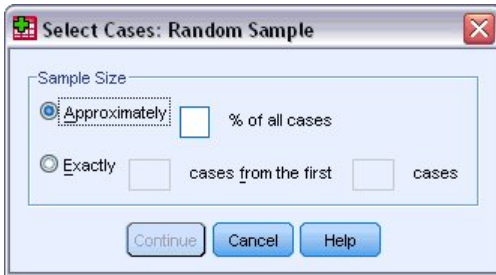 Select Cases: Random Sample
Sample Size
Approximately % of all cases
Exactly cases from the first cases
Continue Cancel Help